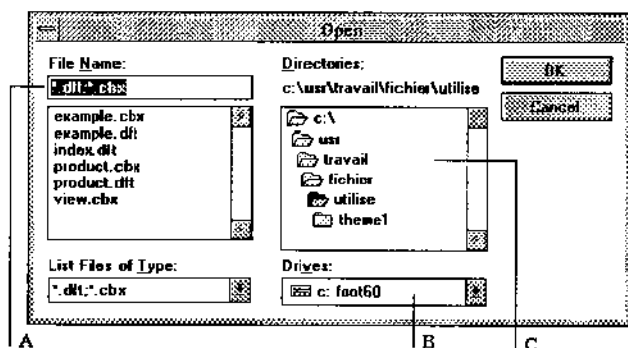 Open
File Name:
*.dft;*.cbx
example.cbx
example.dft
index.dft
product.cbx
product.dft
view.cbx
List Files of Type:
*.dft;*.cbx
Directories:
c:\usr\travail\fichier\utilise
c:\
usr
travail
fichier
utilise
theme1
Drives:
c: foot60
OK
Cancel
A
B
C